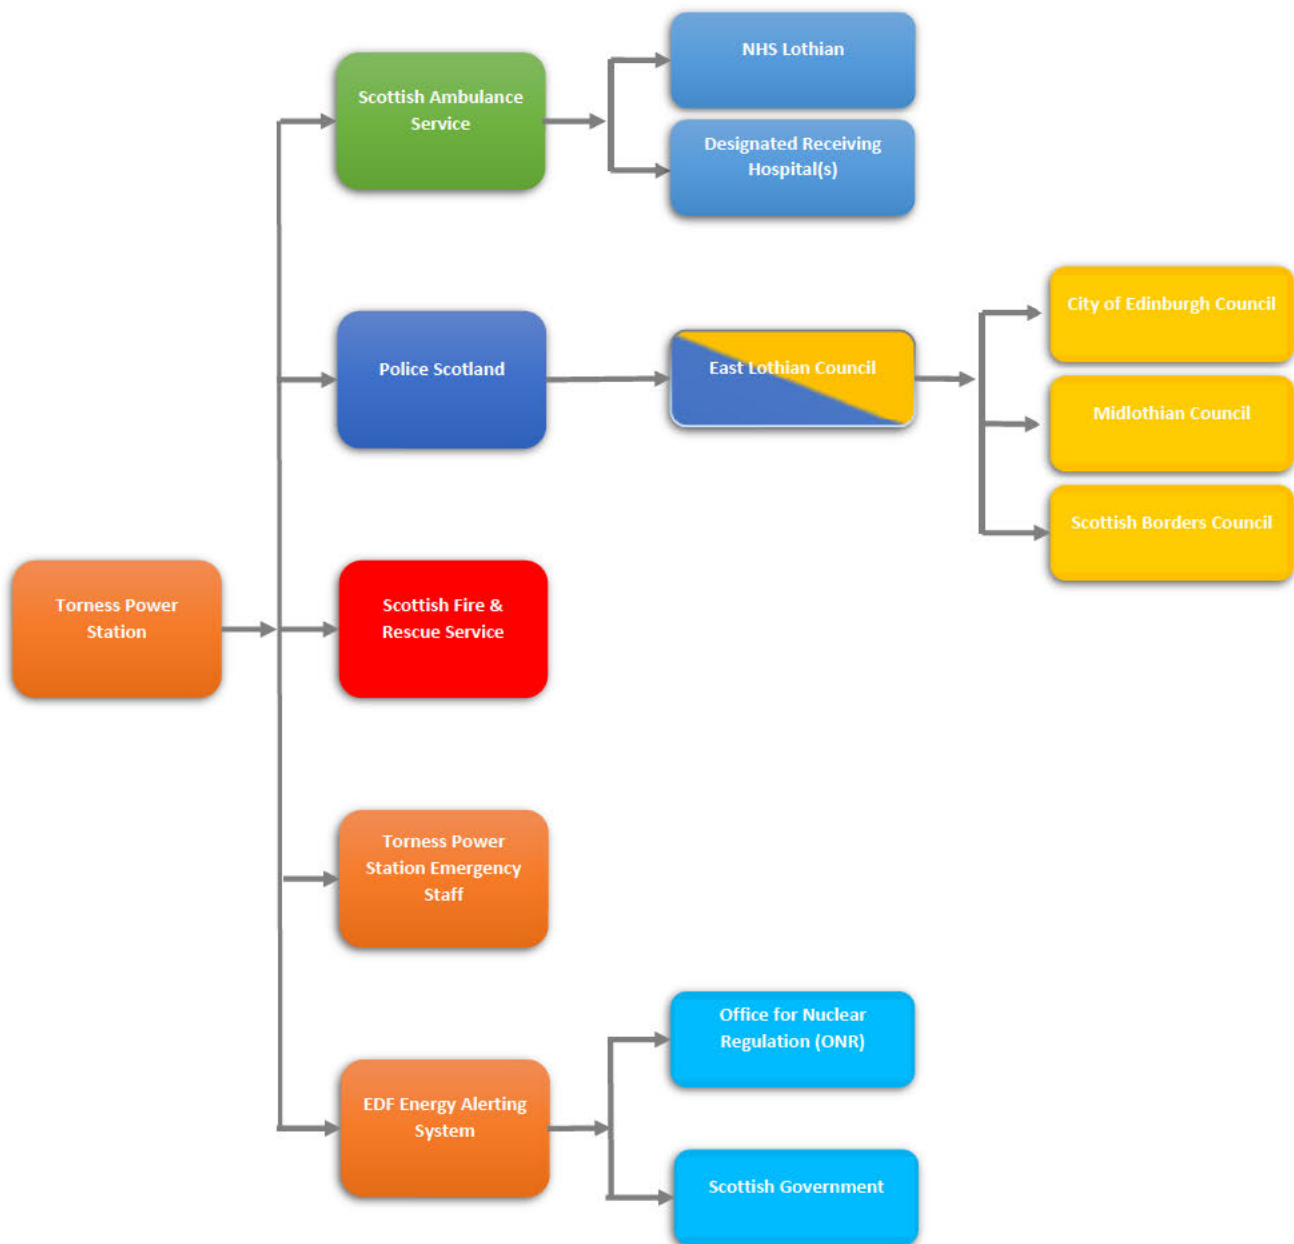 NHS Lothian
Scottish Ambulance
Service
Designated Receiving
Hospital(s)
City of Edinburgh Council
Police Scotland
East Lothian Council
Midlothian Council
Scottish Borders Council
Torness Power
Station
Scottish Fire &
Rescue Service
Torness Power
Station Emergency
Staff
Office for Nuclear
Regulation (ONR)
EDF Energy Alerting
System
Scottish Government